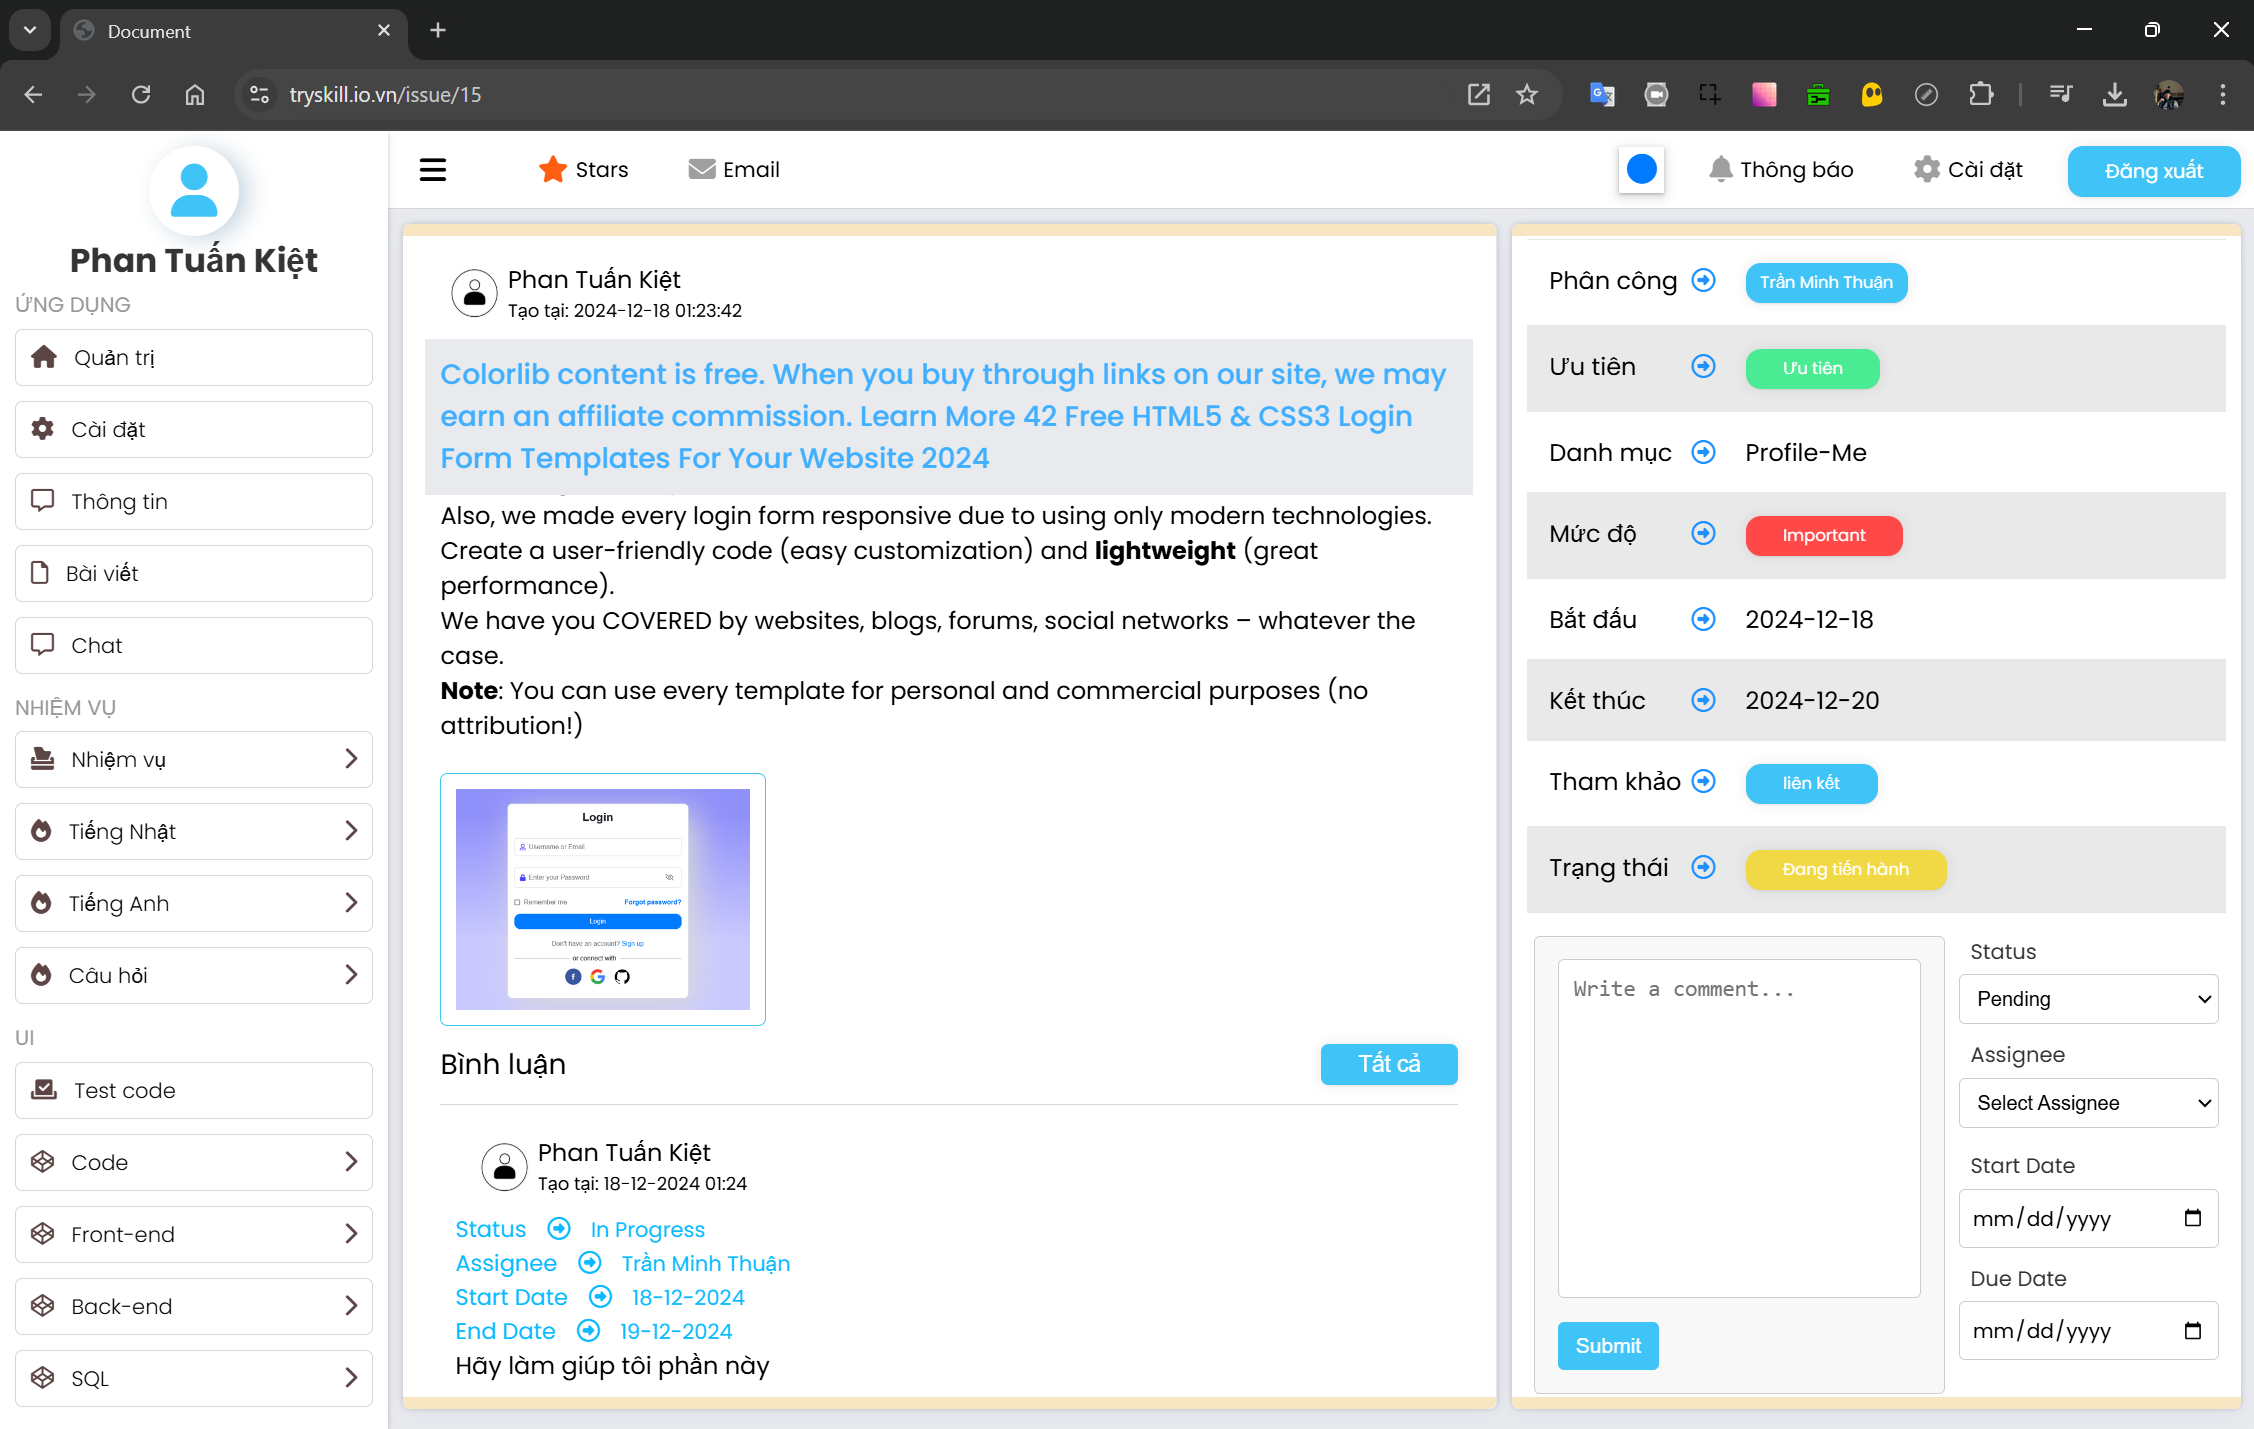 Document
tryskill.io.vn/issue/15
Phan Tuấn Kiệt
ỨNG DỤNG
Quản trị
Cài đặt
Thông tin
Bài viết
Chat
NHIỆM VỤ
Nhiệm vụ
Tiếng Nhật
Tiếng Anh
Câu hỏi
UI
Test code
Code
Front-end
Back-end
SQL
Stars
Email
Thông báo
Cài đặt
Đăng xuất
Phan Tuấn Kiệt
Tạo tại: 2024-12-18 01:23:42
Colorlib content is free. When you buy through links on our site, we may
earn an affiliate commission. Learn More 42 Free HTML5 & CSS3 Login
Form Templates For Your Website 2024
Also, we made every login form responsive due to using only modern technologies.
Create a user-friendly code (easy customization) and lightweight (great
performance).
We have you COVERED by websites, blogs, forums, social networks – whatever the
case.
Note: You can use every template for personal and commercial purposes (no
attribution!)
Login
Username or Email
Enter your Password
Remember me
Forgot password?
Login
Don't have an account? Sign up
or connect with
Bình luận
Tất cả
Phan Tuấn Kiệt
Tạo tại: 18-12-2024 01:24
Status In Progress
Assignee Trần Minh Thuận
Start Date 18-12-2024
End Date 19-12-2024
Hãy làm giúp tôi phần này
Phân công Trần Minh Thuận
Ưu tiên Ưu tiên
Danh mục Profile-Me
Mức độ Important
Bắt đầu 2024-12-18
Kết thúc 2024-12-20
Tham khảo liên kết
Trạng thái Đang tiến hành
Write a comment...
Submit
Status
Pending
Assignee
Select Assignee
Start Date
mm/dd/yyyy
Due Date
mm/dd/yyyy